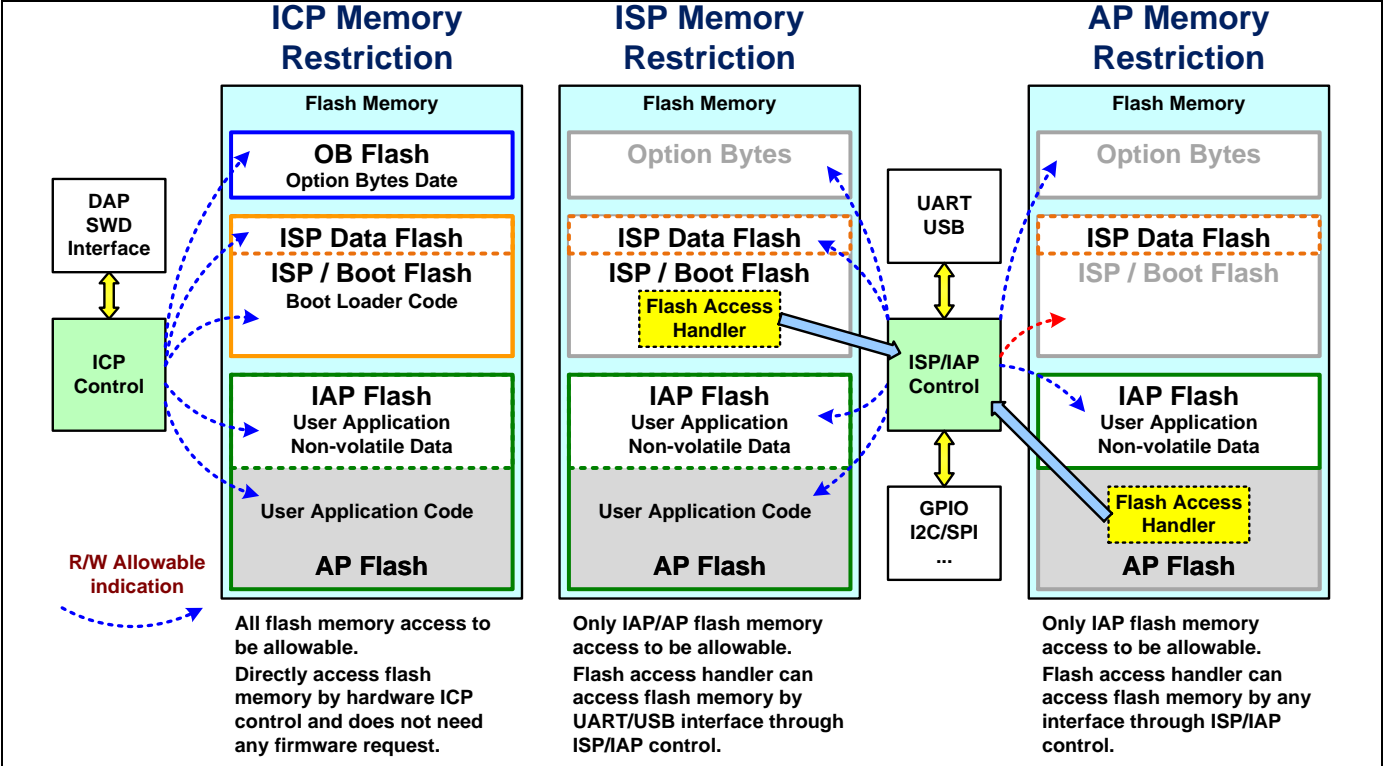 ICP Memory
Restriction
ISP Memory
Restriction
AP Memory
Restriction
Flash Memory
OB Flash
Option Bytes Date
ISP Data Flash
ISP / Boot Flash
Boot Loader Code
IAP Flash
User Application
Non-volatile Data
User Application Code
AP Flash
DAP
SWD
Interface
ICP
Control
R/W Allowable
indication
All flash memory access to
be allowable.
Directly access flash
memory by hardware ICP
control and does not need
any firmware request.
Flash Memory
Option Bytes
ISP Data Flash
ISP / Boot Flash
Flash Access
Handler
IAP Flash
User Application
Non-volatile Data
User Application Code
AP Flash
Only IAP/AP flash memory
access to be allowable.
Flash access handler can
access flash memory by
UART/USB interface through
ISP/IAP control.
UART
USB
ISP/IAP
Control
GPIO
I2C/SPI
...
Flash Memory
Option Bytes
ISP Data Flash
ISP / Boot Flash
IAP Flash
User Application
Non-volatile Data
Flash Access
Handler
AP Flash
Only IAP flash memory
access to be allowable.
Flash access handler can
access flash memory by any
interface through ISP/IAP
control.